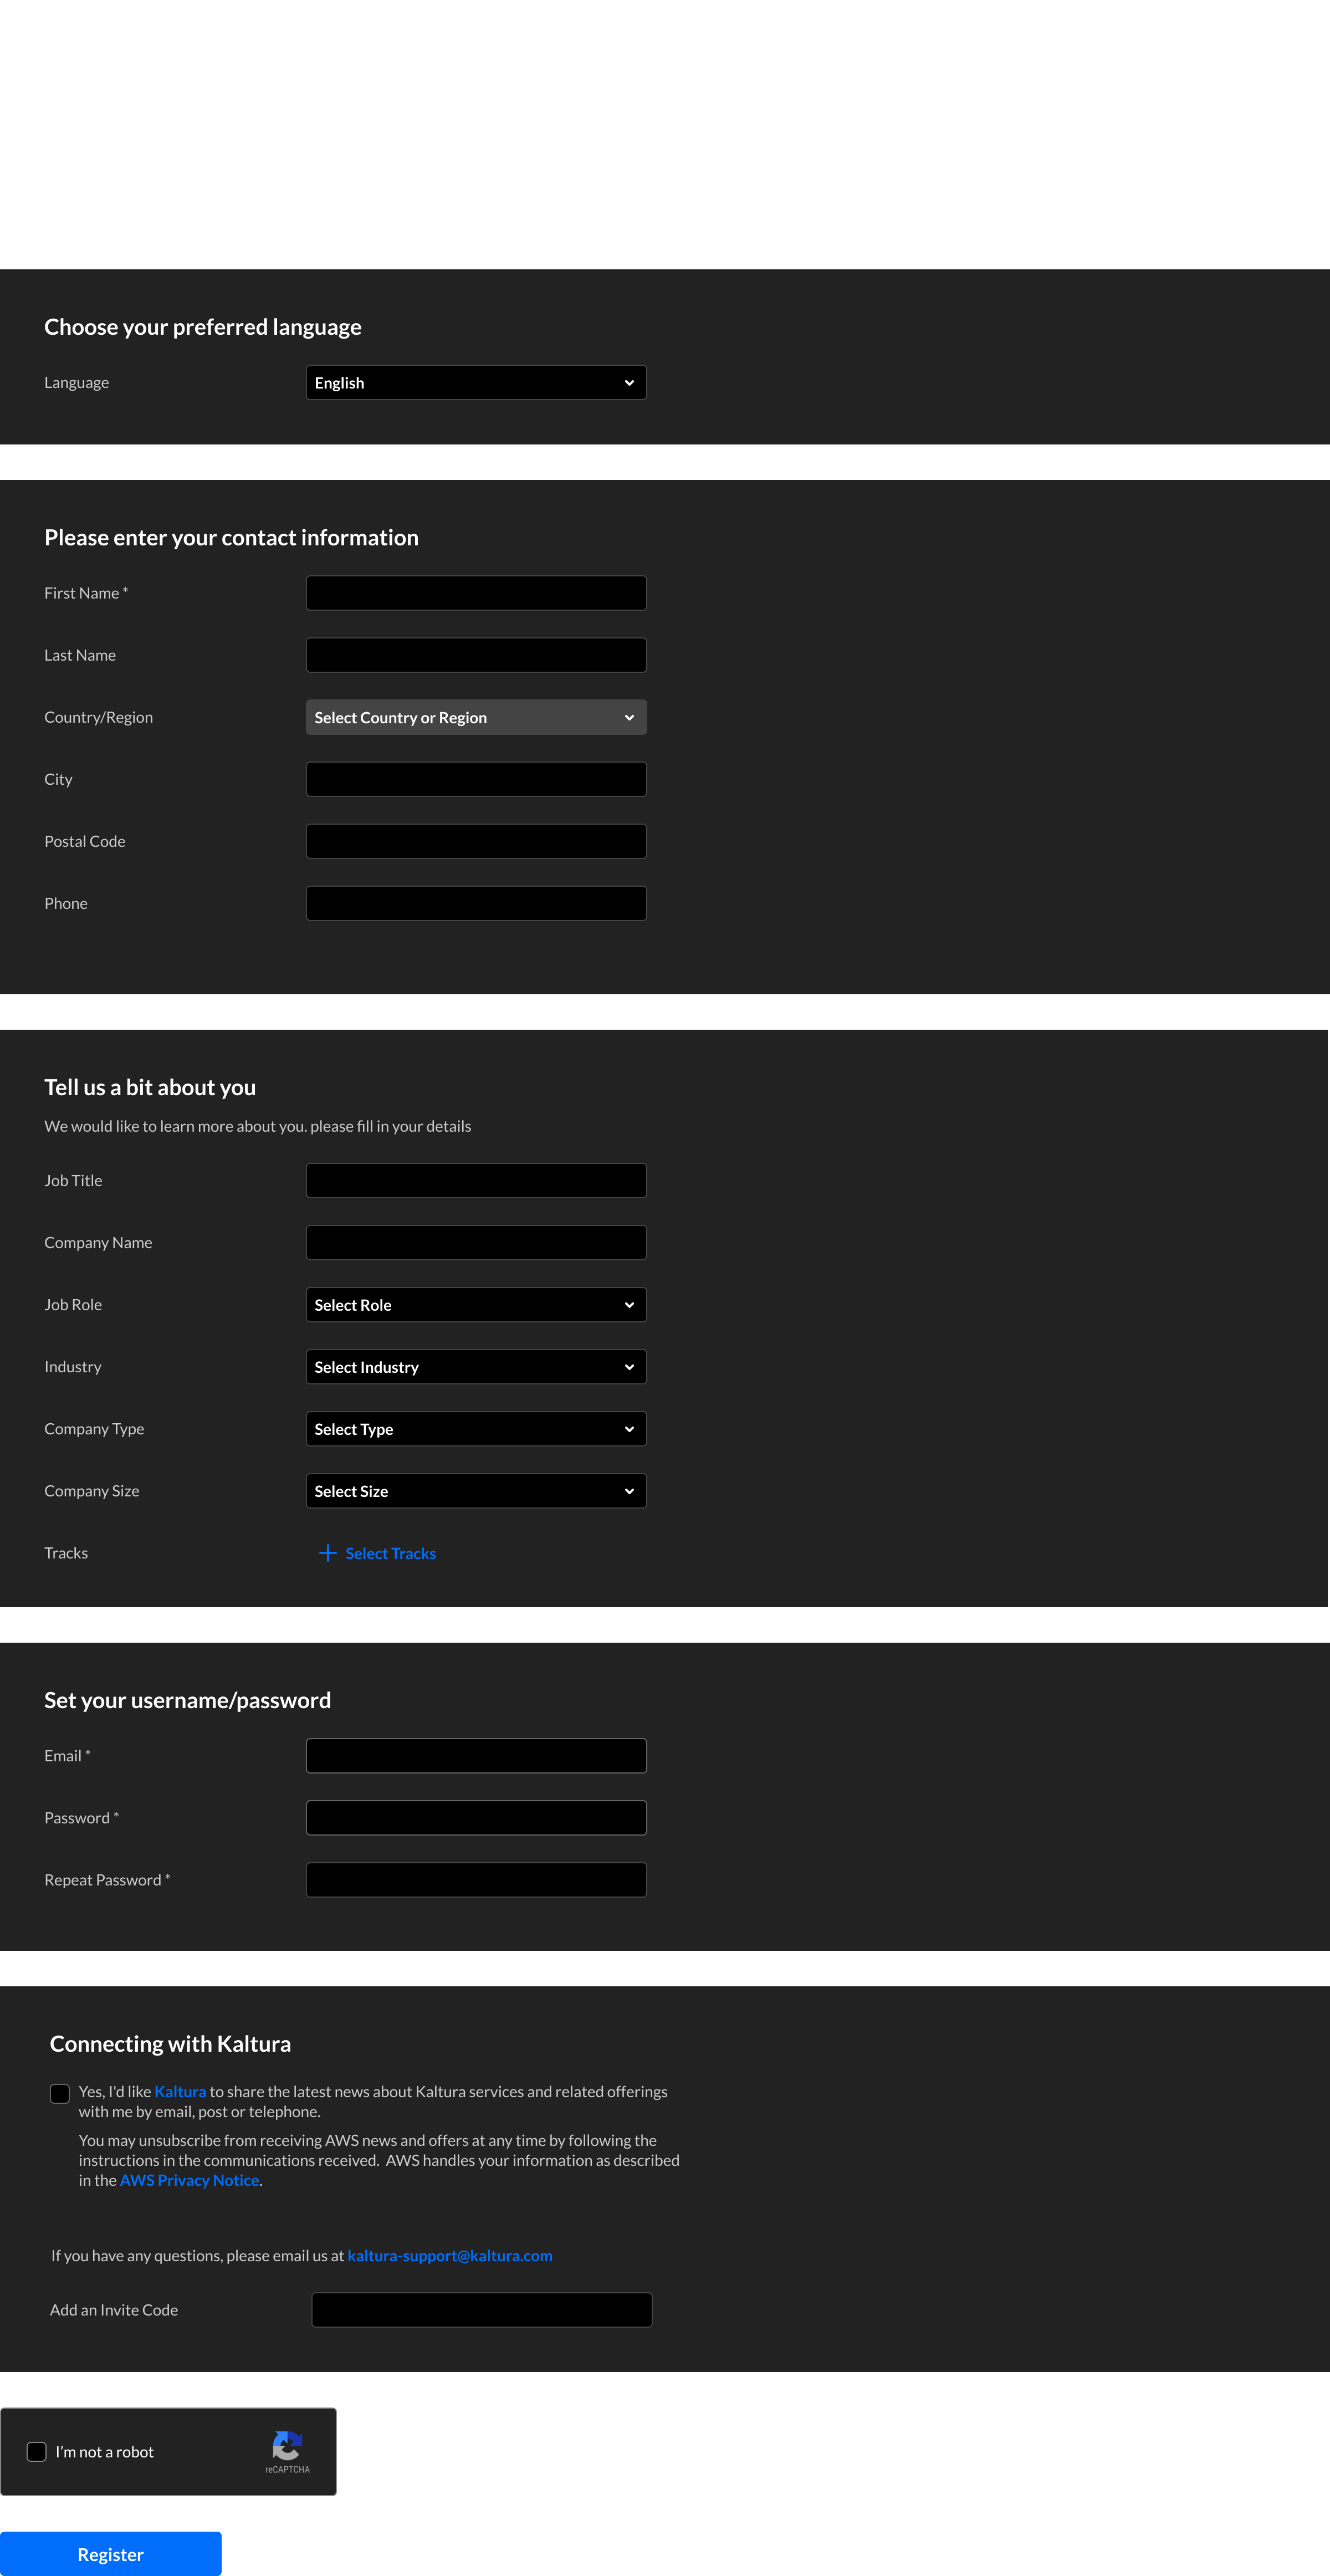 Choose your preferred language
Language
English
Please enter your contact information
First Name *
Last Name
Country/Region
Select Country or Region
City
Postal Code
Phone
Tell us a bit about you
We would like to learn more about you. please fill in your details
Job Title
Company Name
Job Role
Select Role
Industry
Select Industry
Company Type
Select Type
Company Size
Select Size
Tracks
Select Tracks
Set your username/password
Email *
Password *
Repeat Password *
Connecting with Kaltura
Yes, I'd like Kaltura to share the latest news about Kaltura services and related offerings
with me by email, post or telephone.
You may unsubscribe from receiving AWS news and offers at any time by following the
instructions in the communications received.  AWS handles your information as described
in the AWS Privacy Notice.
If you have any questions, please email us at kaltura-support@kaltura.com
Add an Invite Code
I’m not a robot
reCAPTCHA
Register